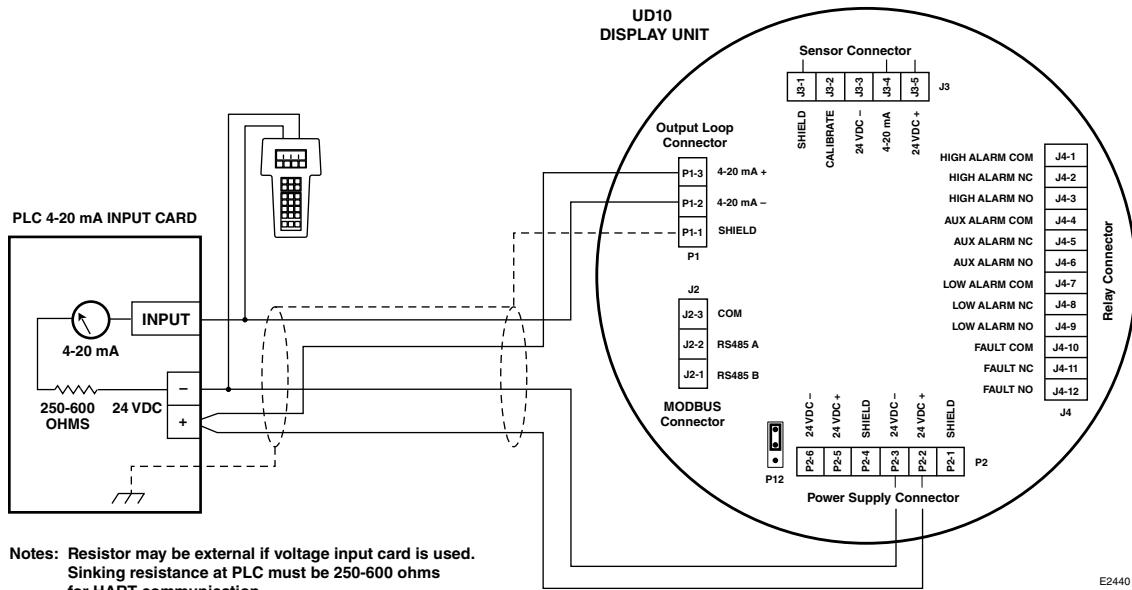 UD10
DISPLAY UNIT
Sensor Connector
J3-1
J3-2
J3-3
J3-4
J3-5
J3
SHIELD
CALIBRATE
24 VDC –
4-20 mA
24 VDC +
Output Loop
Connector
P1-3
4-20 mA +
P1-2
4-20 mA –
P1-1
SHIELD
P1
J2
J2-3
COM
J2-2
RS485 A
J2-1
RS485 B
MODBUS
Connector
HIGH ALARM COM
J4-1
HIGH ALARM NC
J4-2
HIGH ALARM NO
J4-3
AUX ALARM COM
J4-4
AUX ALARM NC
J4-5
AUX ALARM NO
J4-6
LOW ALARM COM
J4-7
LOW ALARM NC
J4-8
LOW ALARM NO
J4-9
FAULT COM
J4-10
FAULT NC
J4-11
FAULT NO
J4-12
J4
Relay Connector
PLC 4-20 mA INPUT CARD
INPUT
4-20 mA
–
24 VDC
+
250-600
OHMS
24 VDC –
24 VDC +
SHIELD
24 VDC –
24 VDC +
SHIELD
P2-6
P2-5
P2-4
P2-3
P2-2
P2-1
P2
P12
Power Supply Connector
Notes: Resistor may be external if voltage input card is used.
Sinking resistance at PLC must be 250-600 ohms
for HART communication
E2440